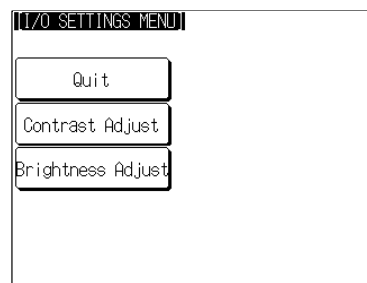 [I/O SETTINGS MENU]
Quit
Contrast Adjust
Brightness Adjust